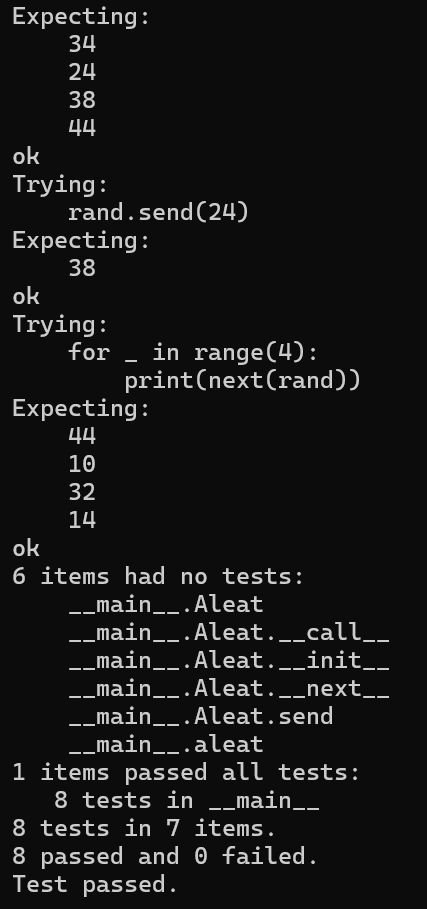 Expecting:
    34
    24
    38
    44
ok
Trying:
    rand.send(24)
Expecting:
    38
ok
Trying:
    for _ in range(4):
        print(next(rand))
Expecting:
    44
    10
    32
    14
ok
6 items had no tests:
    __main__.Aleat
    __main__.Aleat.__call__
    __main__.Aleat.__init__
    __main__.Aleat.__next__
    __main__.Aleat.send
    __main__.aleat
1 items passed all tests:
   8 tests in __main__
8 tests in 7 items.
8 passed and 0 failed.
Test passed.